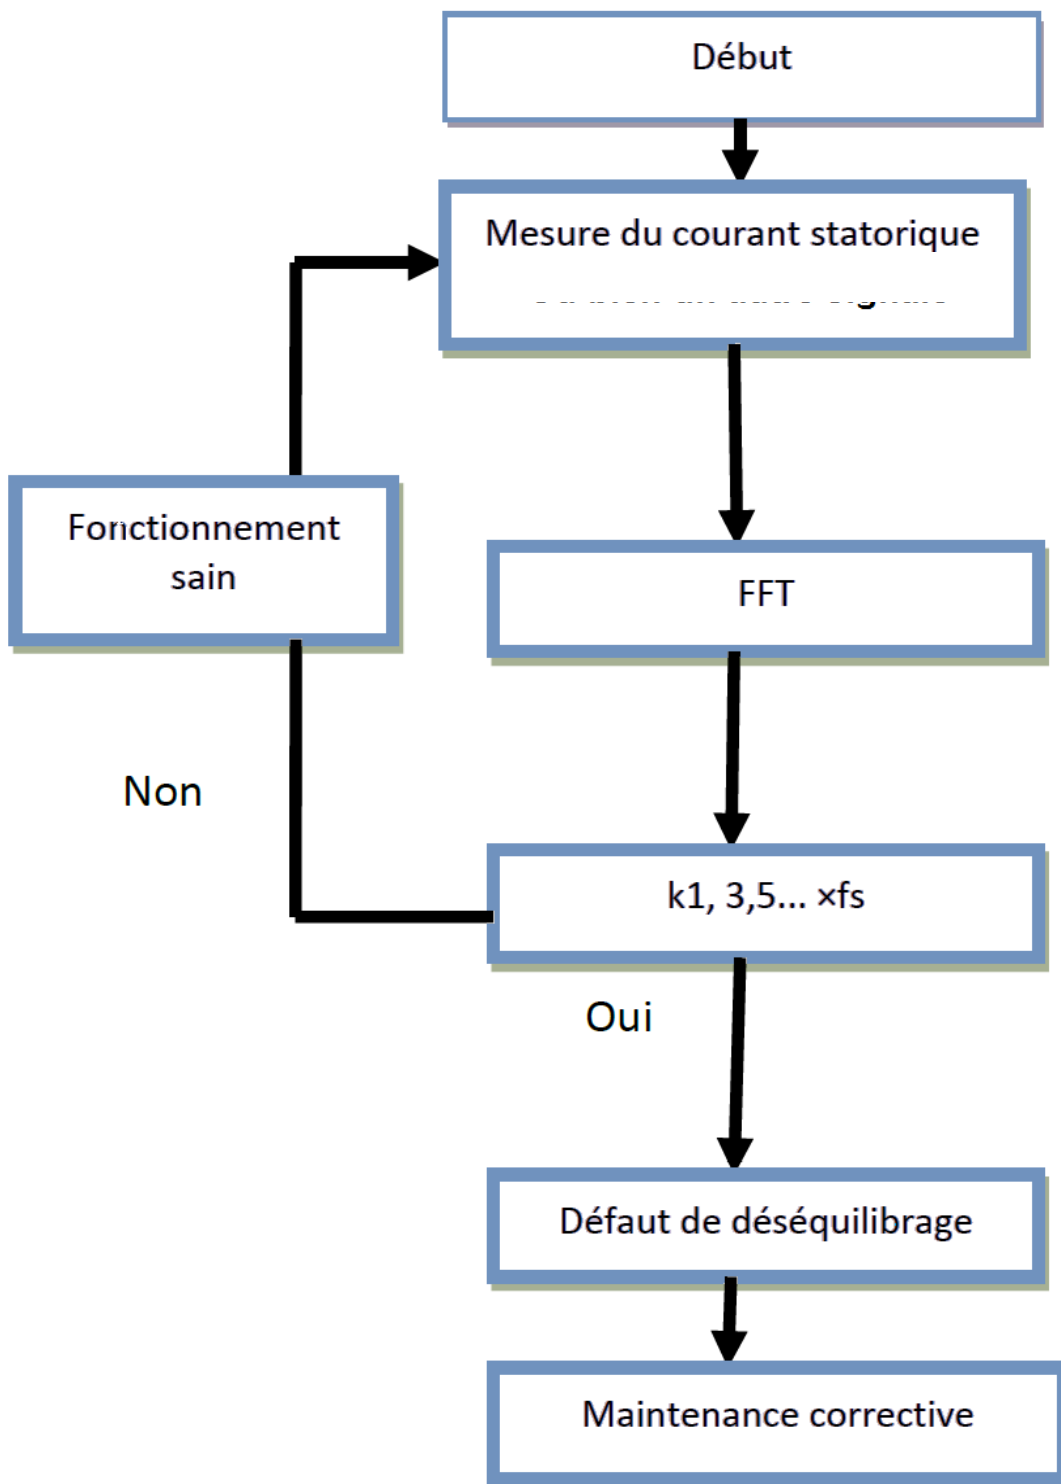 Début
Mesure du courant statorique
Fonctionnement
sain
FFT
Non
k1, 3,5... ×fs
Oui
Défaut de déséquilibrage
Maintenance corrective